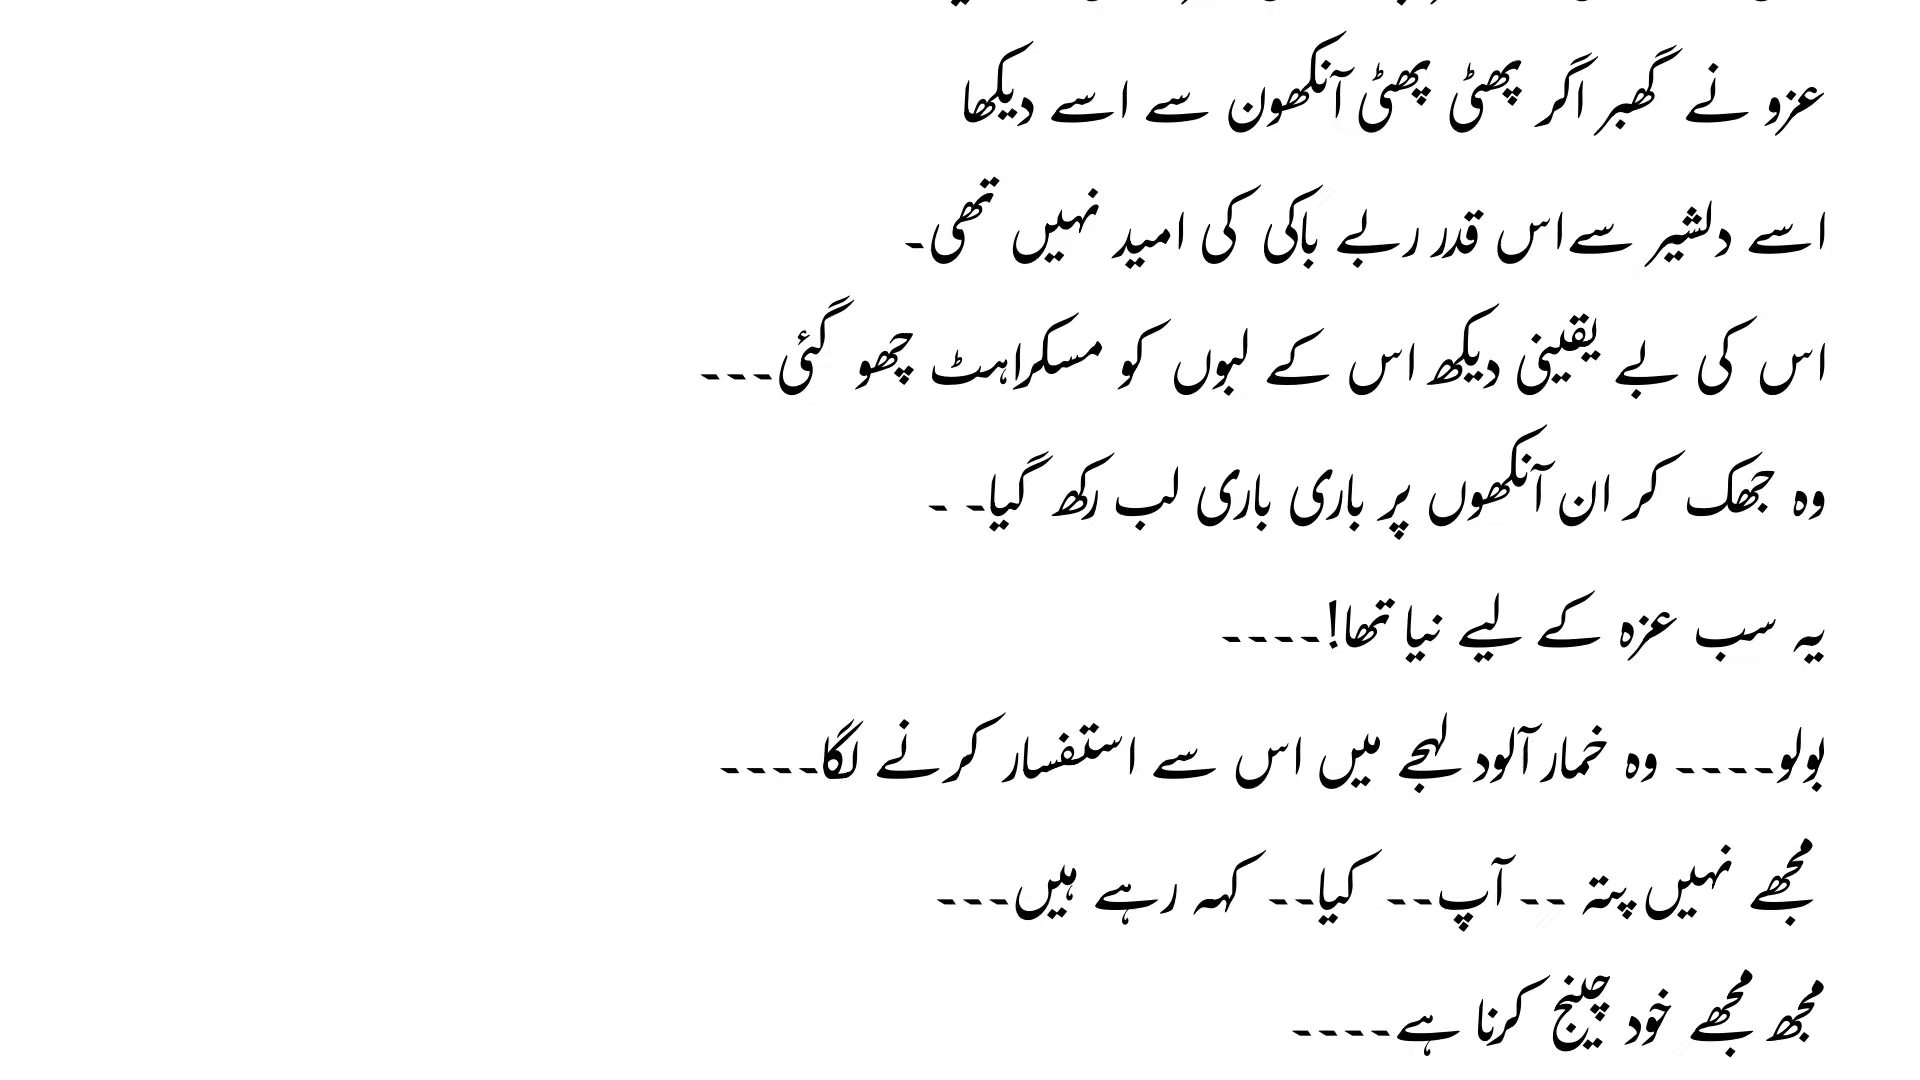 عزو نے گھبر اگر پھٹی پھٹی آنکھون سے اسے دیکھا
اسے دلشیر سےاس قدر ربے باکی کی امید نہیں تھی۔
اس کی بے یقینی دیکھ اس کے لبوں کو مسکراہٹ چھو گئی۔۔۔
وہ جھک کر ان آنکھوں پر باری باری لب رکھ گیا۔ ۔
یہ سب عزہ کے لیے نیا تھا!۔۔۔۔
بولو۔۔۔۔ وہ خمار آلود لہجے میں اس سے استفسار کرنے لگا۔۔۔۔
مجھے نہیں پتہ ۔۔ آپ۔۔ کیا۔۔ کہہ رہے ہیں۔۔۔
مجھ مجھے خود چینج کرنا ہے۔۔۔۔